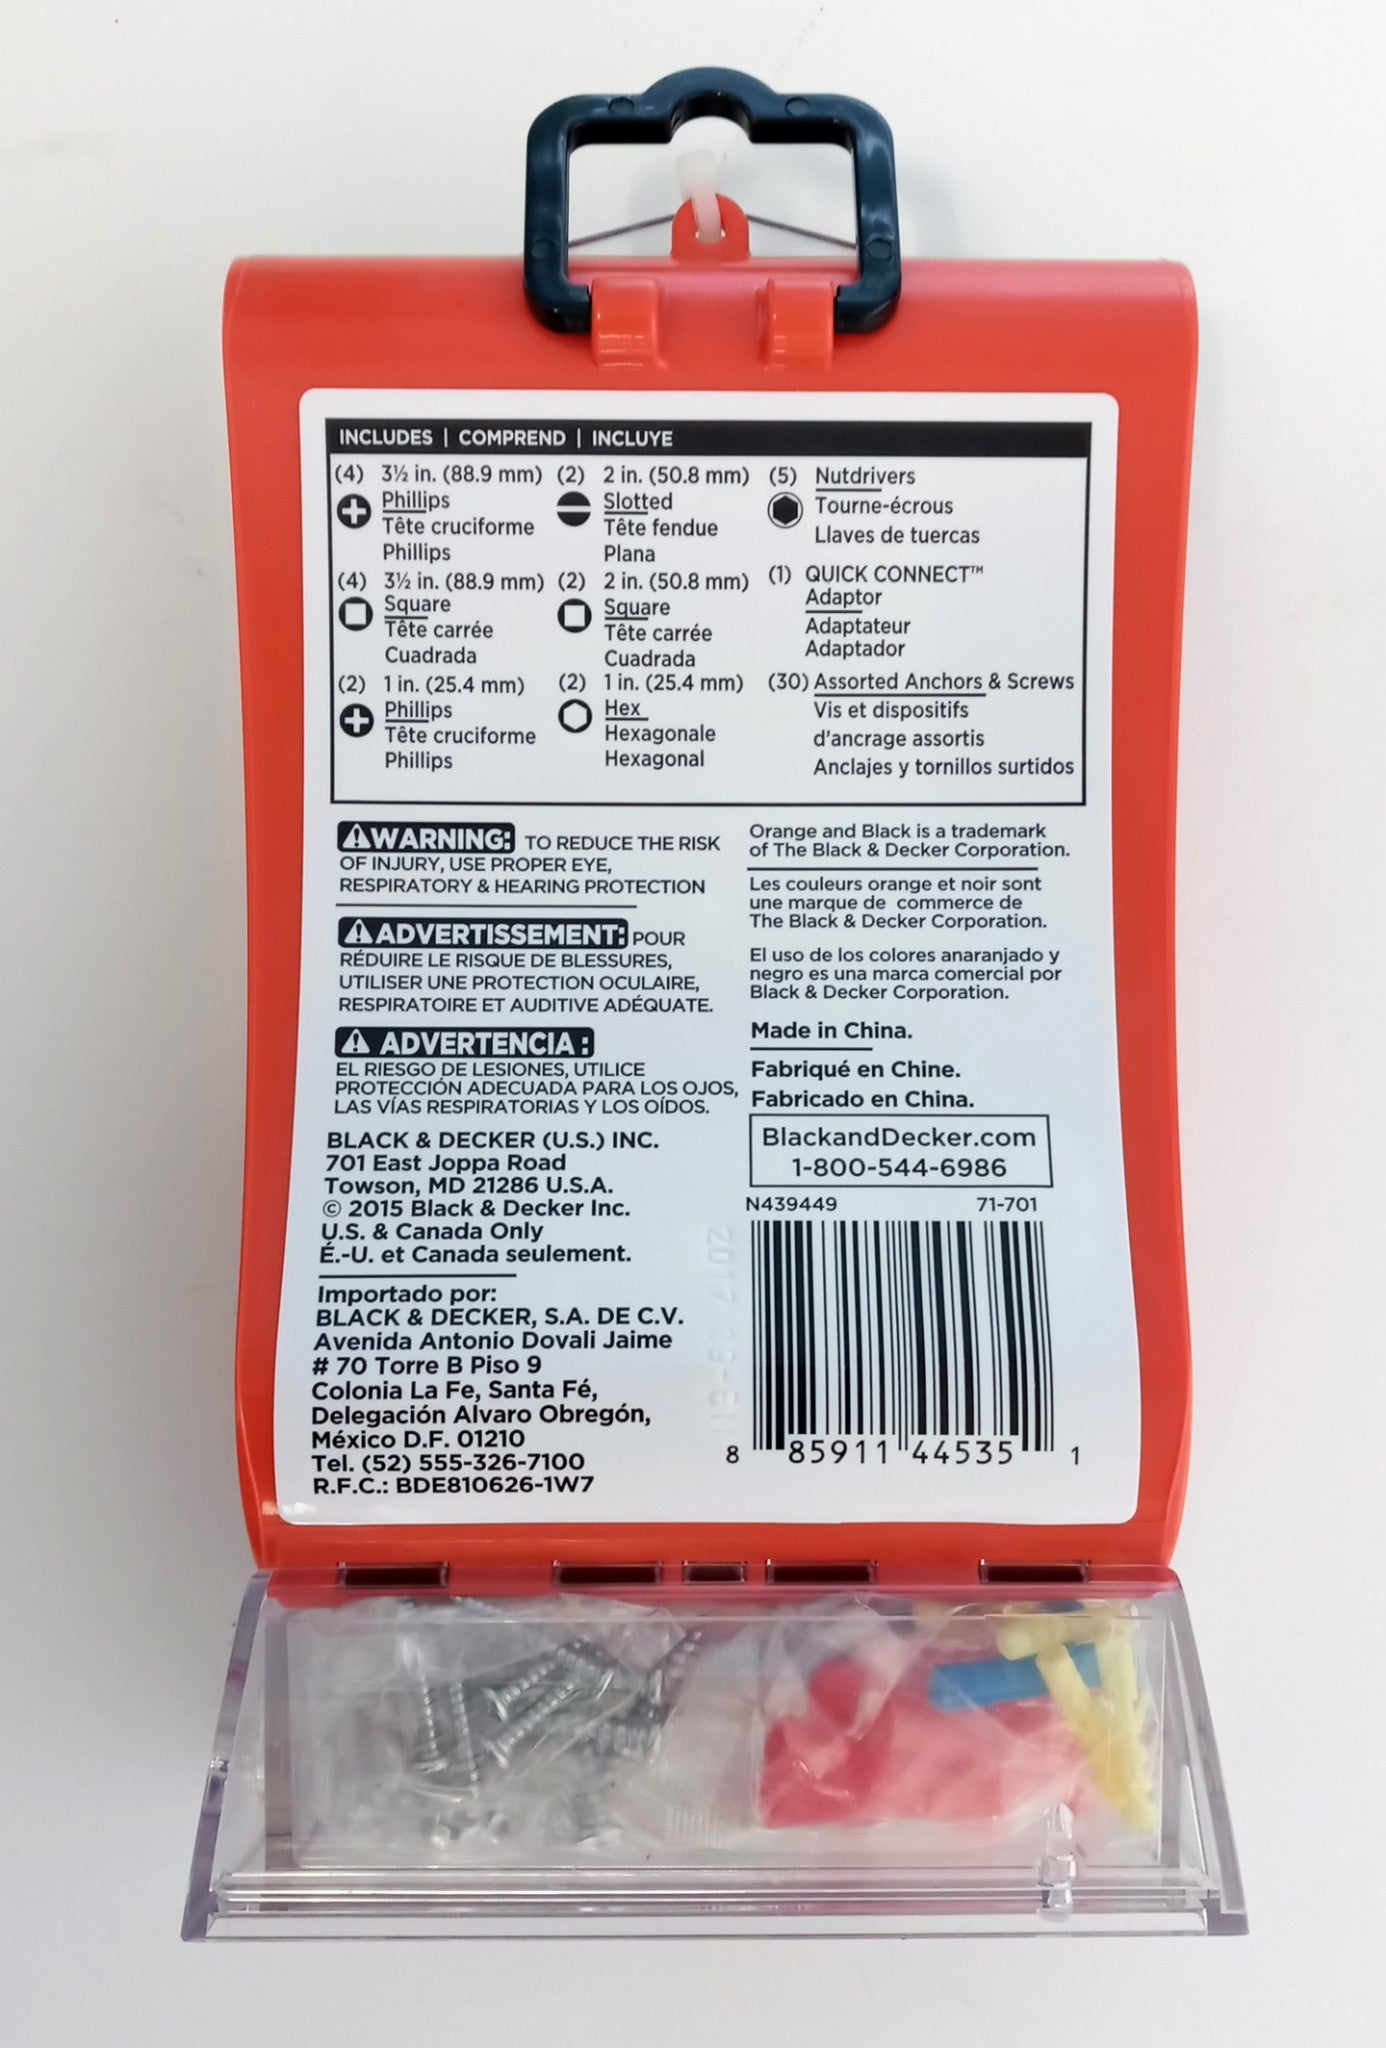 INCLUDES | COMPREND | INCLUYE
(4) 3½ in. (88.9 mm)
Phillips
Tête cruciforme
Phillips
(4) 3½ in. (88.9 mm)
Square
Tête carrée
Cuadrada
(2) 1 in. (25.4 mm)
Phillips
Tête cruciforme
Phillips
(2) 2 in. (50.8 mm)
Slotted
Tête fendue
Plana
(2) 2 in. (50.8 mm)
Square
Tête carrée
Cuadrada
(2) 1 in. (25.4 mm)
Hex
Hexagonale
Hexagonal
(5) Nutdrivers
Tourne-écrous
Llaves de tuercas
(1) QUICK CONNECT™
Adaptor
Adaptateur
Adaptador
(30) Assorted Anchors & Screws
Vis et dispositifs
d'ancrage assortis
Anclajes y tornillos surtidos
WARNING: TO REDUCE THE RISK
OF INJURY, USE PROPER EYE,
RESPIRATORY & HEARING PROTECTION
ADVERTISSEMENT: POUR
RÉDUIRE LE RISQUE DE BLESSURES,
UTILISER UNE PROTECTION OCULAIRE,
RESPIRATOIRE ET AUDITIVE ADÉQUATE.
ADVERTENCIA:
EL RIESGO DE LESIONES, UTILICE
PROTECCIÓN ADECUADA PARA LOS OJOS,
LAS VÍAS RESPIRATORIAS Y LOS OÍDOS.
BLACK & DECKER (U.S.) INC.
701 East Joppa Road
Towson, MD 21286 U.S.A.
© 2015 Black & Decker Inc.
U.S. & Canada Only
É.-U. et Canada seulement.
Importado por:
BLACK & DECKER, S.A. DE C.V.
Avenida Antonio Dovali Jaime
# 70 Torre B Piso 9
Colonia La Fe, Santa Fé,
Delegación Alvaro Obregón,
México D.F. 01210
Tel. (52) 555-326-7100
R.F.C.: BDE810626-1W7
Orange and Black is a trademark
of The Black & Decker Corporation.
Les couleurs orange et noir sont
une marque de commerce de
The Black & Decker Corporation.
El uso de los colores anaranjado y
negro es una marca comercial por
Black & Decker Corporation.
Made in China.
Fabriqué en Chine.
Fabricado en China.
BlackandDecker.com
1-800-544-6986
N439449 71-701
8 85911 44535 1